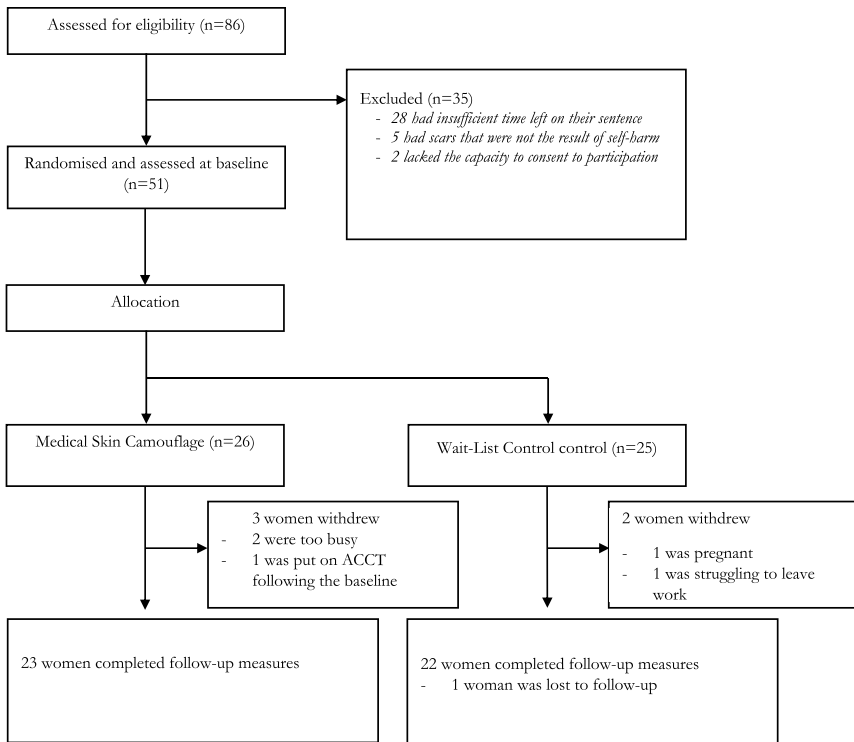 Assessed for eligibility (n=86)
Excluded (n=35)
- 28 had insufficient time left on their sentence
- 5 had scars that were not the result of self-harm
- 2 lacked the capacity to consent to participation
Randomised and assessed at baseline
(n=51)
Allocation
Medical Skin Camouflage (n=26)
Wait-List Control control (n=25)
3 women withdrew
- 2 were too busy
- 1 was put on ACCT
following the baseline
2 women withdrew
- 1 was pregnant
- 1 was struggling to leave
work
23 women completed follow-up measures
22 women completed follow-up measures
- 1 woman was lost to follow-up